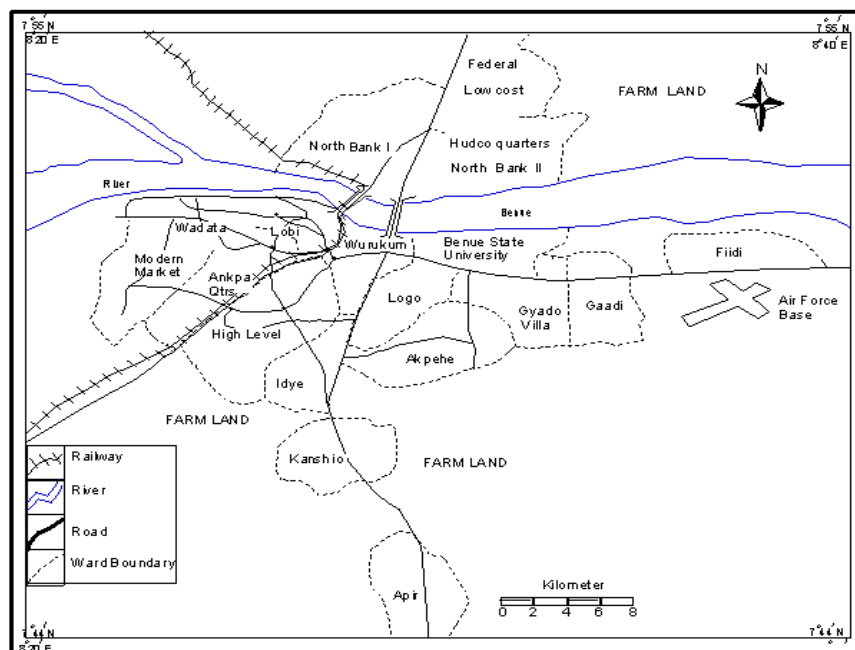 7°55' N
7°55' N
8°20' E
8°40' E
Federal
Low cost
FARM LAND
N
North Bank I
Hudco quarters
North Bank II
River
Benue
Wadata
Lobi
Wurukum
Benue State
University
Fiidi
Modern
Market
Ankpa
Qtrs
Logo
Gyado
Villa
Gaadi
Air Force
Base
High Level
Akpehe
Idye
FARM LAND
Kanshio
FARM LAND
Railway
River
Road
Ward Boundary
Apir
Kilometer
0 2 4 6 8
7°44' N
7°44' N
8°20' E